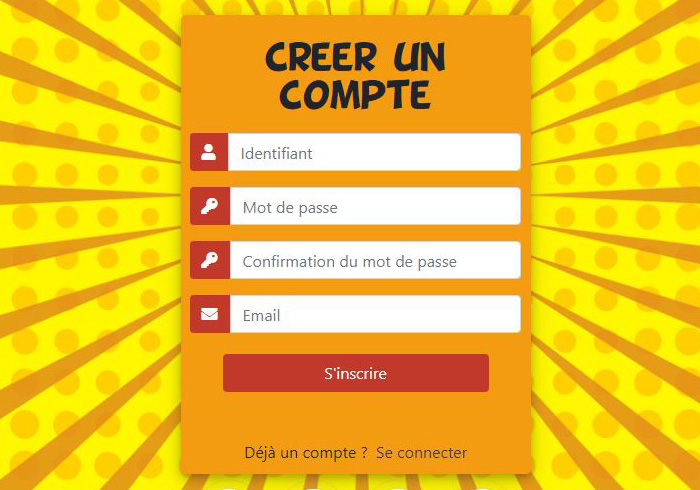 CREER UN
COMPTE
Identifiant
Mot de passe
Confirmation du mot de passe
Email
S'inscrire
Déjà un compte ? Se connecter